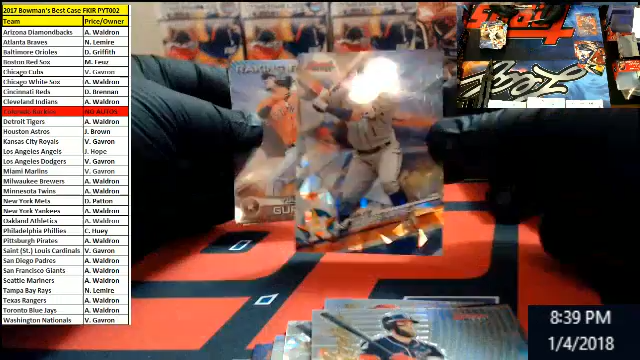 2017 Bowman's Best Case FKIR PYT002
Team Price/Owner
Arizona Diamondbacks A. Waldron
Atlanta Braves N. Lemire
Baltimore Orioles D. Griffith
Boston Red Sox M. Feuz
Chicago Cubs V. Gavron
Chicago White Sox A. Waldron
Cincinnati Reds D. Brennan
Cleveland Indians A. Waldron
Colorado Rockies NO AUTOS
Detroit Tigers A. Waldron
Houston Astros J. Brown
Kansas City Royals V. Gavron
Los Angeles Angels J. Hope
Los Angeles Dodgers V. Gavron
Miami Marlins V. Gavron
Milwaukee Brewers A. Waldron
Minnesota Twins A. Waldron
New York Mets D. Patton
New York Yankees A. Waldron
Oakland Athletics A. Waldron
Philadelphia Phillies C. Huey
Pittsburgh Pirates A. Waldron
Saint (St.) Louis Cardinals V. Gavron
San Diego Padres A. Waldron
San Francisco Giants A. Waldron
Seattle Mariners A. Waldron
Tampa Bay Rays N. Lemire
Texas Rangers A. Waldron
Toronto Blue Jays A. Waldron
Washington Nationals V. Gavron
RAKING
8:39 PM
1/4/2018